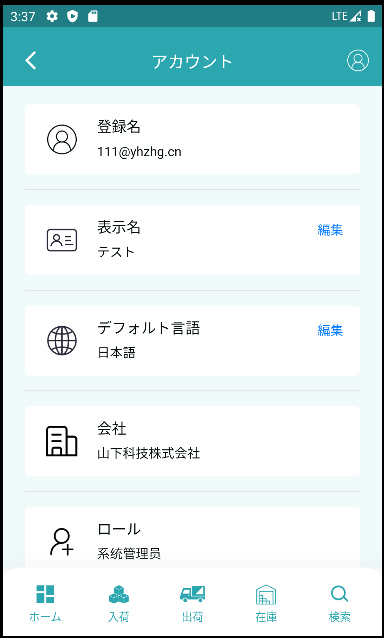 3:37
LTE
アカウント
登録名
111@yhzhg.cn
表示名
編集
テスト
デフォルト言語
編集
日本語
会社
山下科技株式会社
ロール
系統管理员
ホーム
入荷
出荷
在庫
検索